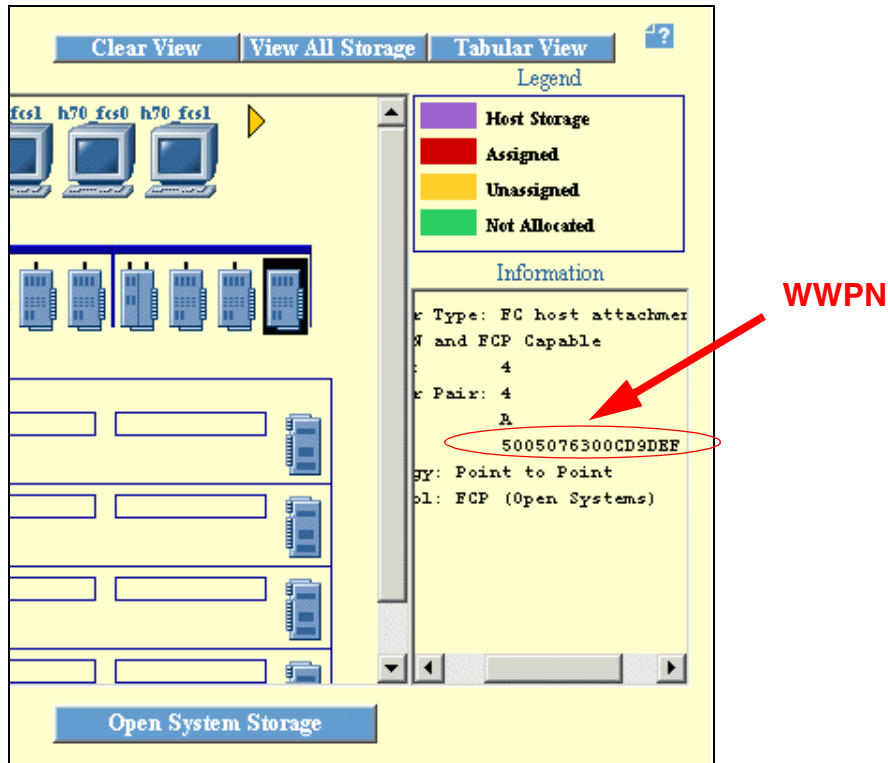 Clear View View All Storage Tabular View ?
Legend
fcs1 h70_fcs0 h70_fcs1
Host Storage
Assigned
Unassigned
Not Allocated
Information
WWPN
r Type: FC host attachmen
N and FCP Capable
: 4
r Pair: 4
A
5005076300CD9DEF
gy: Point to Point
ol: FCP (Open Systems)
Open System Storage